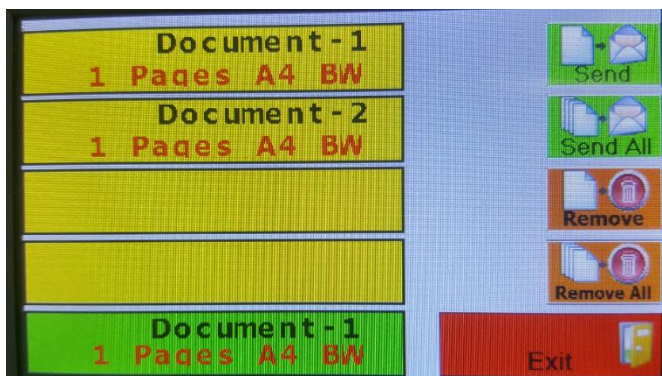 Document-1
1 Pages A4 BW
Send
Document-2
1 Pages A4 BW
Send All
Remove
Remove All
Document-1
1 Pages A4 BW
Exit